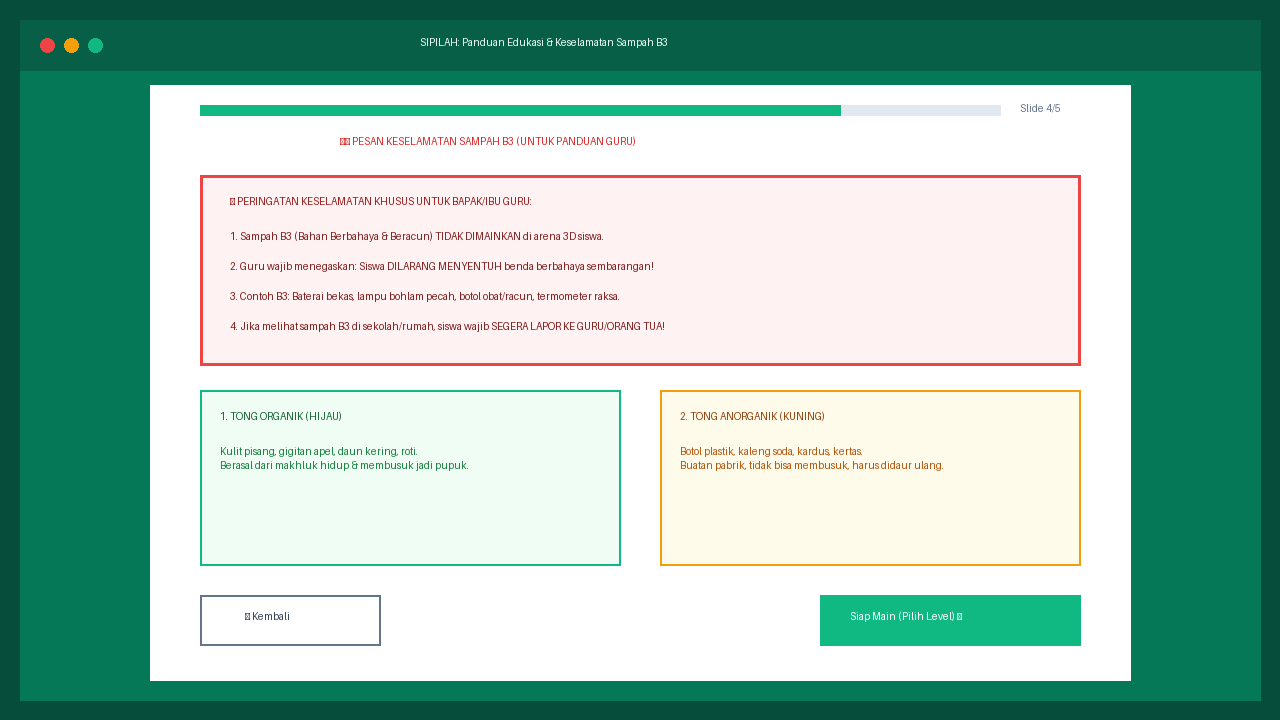 SIPILAH: Panduan Edukasi & Keselamatan Sampah B3
Slide 4/5
PESAN KESELAMATAN SAMPAH B3 (UNTUK PANDUAN GURU)
PERINGATAN KESELAMATAN KHUSUS UNTUK BAPAK/IBU GURU:
1. Sampah B3 (Bahan Berbahaya & Beracun) TIDAK DIMAINKAN di arena 3D siswa.
2. Guru wajib menegaskan: Siswa DILARANG MENYENTUH benda berbahaya sembarangan!
3. Contoh B3: Baterai bekas, lampu bohlam pecah, botol obat/racun, termometer raksa.
4. Jika melihat sampah B3 di sekolah/rumah, siswa wajib SEGERA LAPOR KE GURU/ORANG TUA!
1. TONG ORGANIK (HIJAU)
Kulit pisang, gigitan apel, daun kering, roti.
Berasal dari makhluk hidup & membusuk jadi pupuk.
2. TONG ANORGANIK (KUNING)
Botol plastik, kaleng soda, kardus, kertas.
Buatan pabrik, tidak bisa membusuk, harus didaur ulang.
Kembali
Siap Main (Pilih Level)